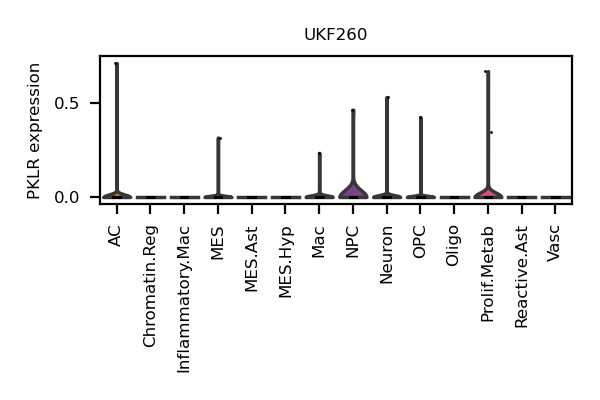 UKF260
PKLR expression
0.5
0.0
AC
Chromatin.Reg
Inflammatory.Mac
MES
MES.Ast
MES.Hyp
Mac
NPC
Neuron
OPC
Oligo
Prolif.Metab
Reactive.Ast
Vasc